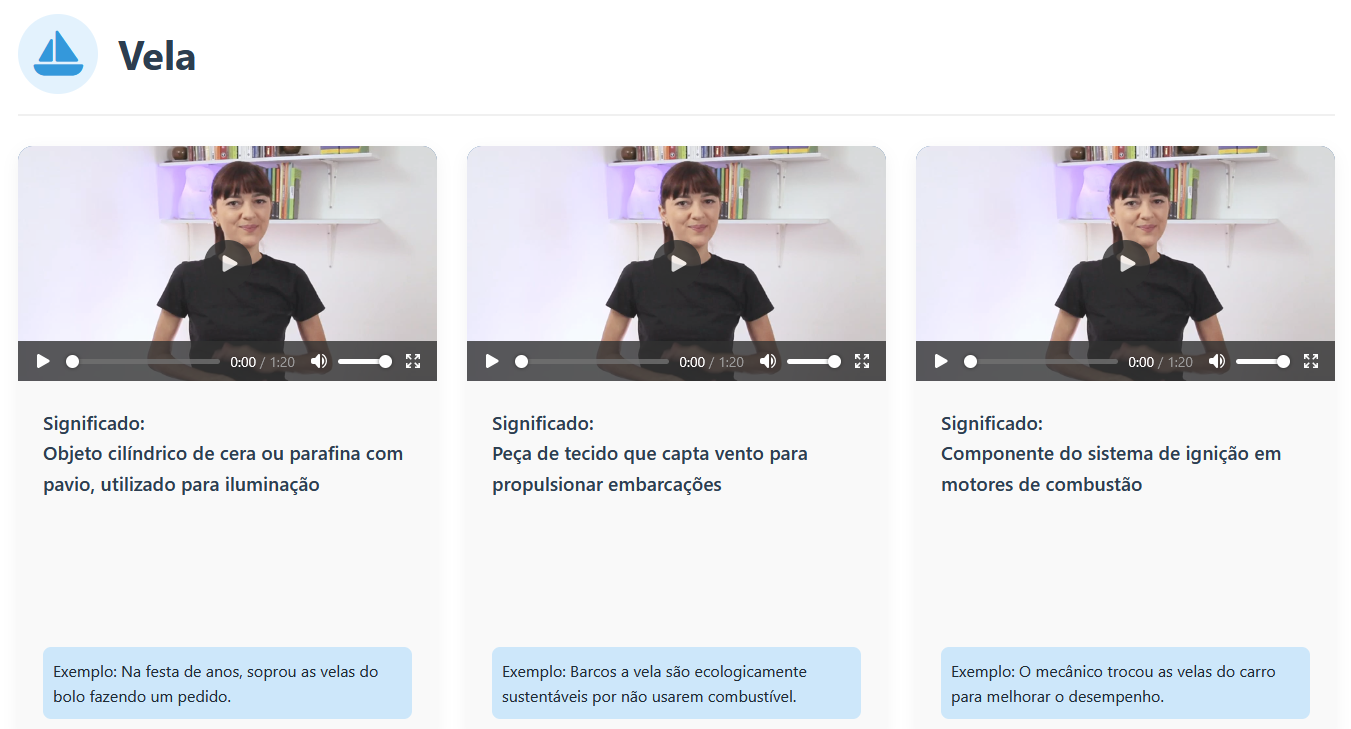 Vela
0:00 / 1:20
0:00 / 1:20
0:00 / 1:20
Significado:
Objeto cilíndrico de cera ou parafina com
pavio, utilizado para iluminação
Exemplo: Na festa de anos, soprou as velas do
bolo fazendo um pedido.
Significado:
Peça de tecido que capta vento para
propulsionar embarcações
Exemplo: Barcos a vela são ecologicamente
sustentáveis por não usarem combustível.
Significado:
Componente do sistema de ignição em
motores de combustão
Exemplo: O mecânico trocou as velas do carro
para melhorar o desempenho.